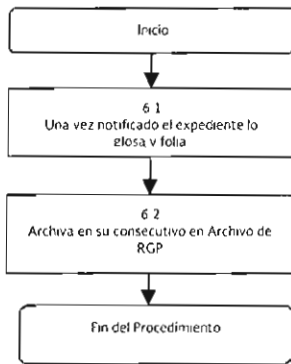 Inicio
6 1
Una vez notificado el expediente lo
glosa y folia
6 2
Archiva en su consecutivo en Archivo de
RGP
Fin del Procedimiento